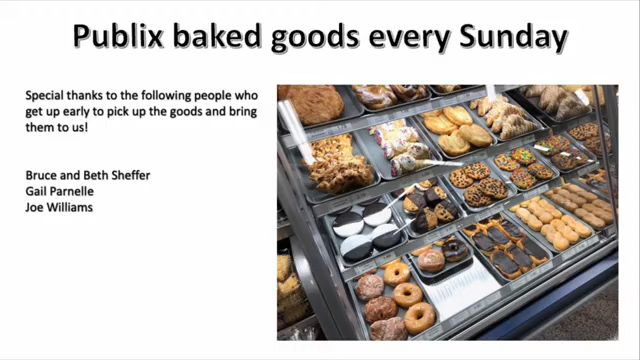 Publix baked goods every Sunday
Special thanks to the following people who
get up early to pick up the goods and bring
them to us!
Bruce and Beth Sheffer
Gail Parnelle
Joe Williams